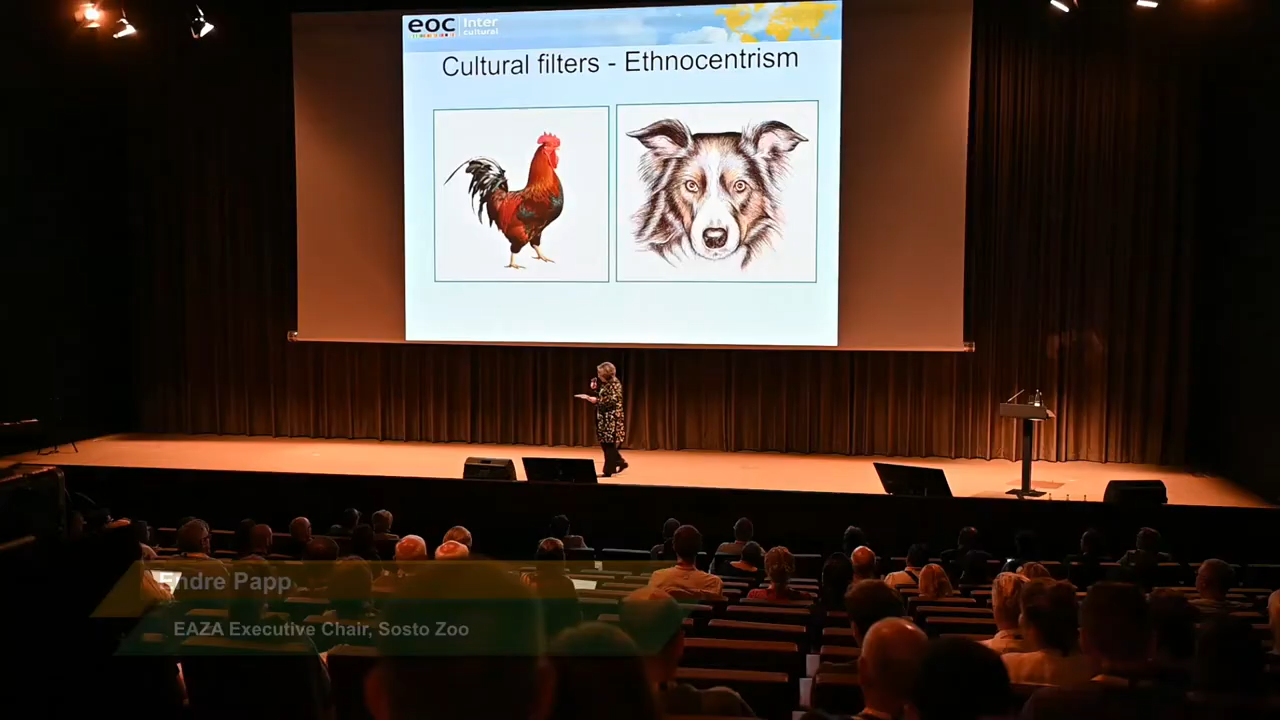 eoc Inter
cultural
Cultural filters - Ethnocentrism
Endre Papp
EAZA Executive Chair, Sosto Zoo